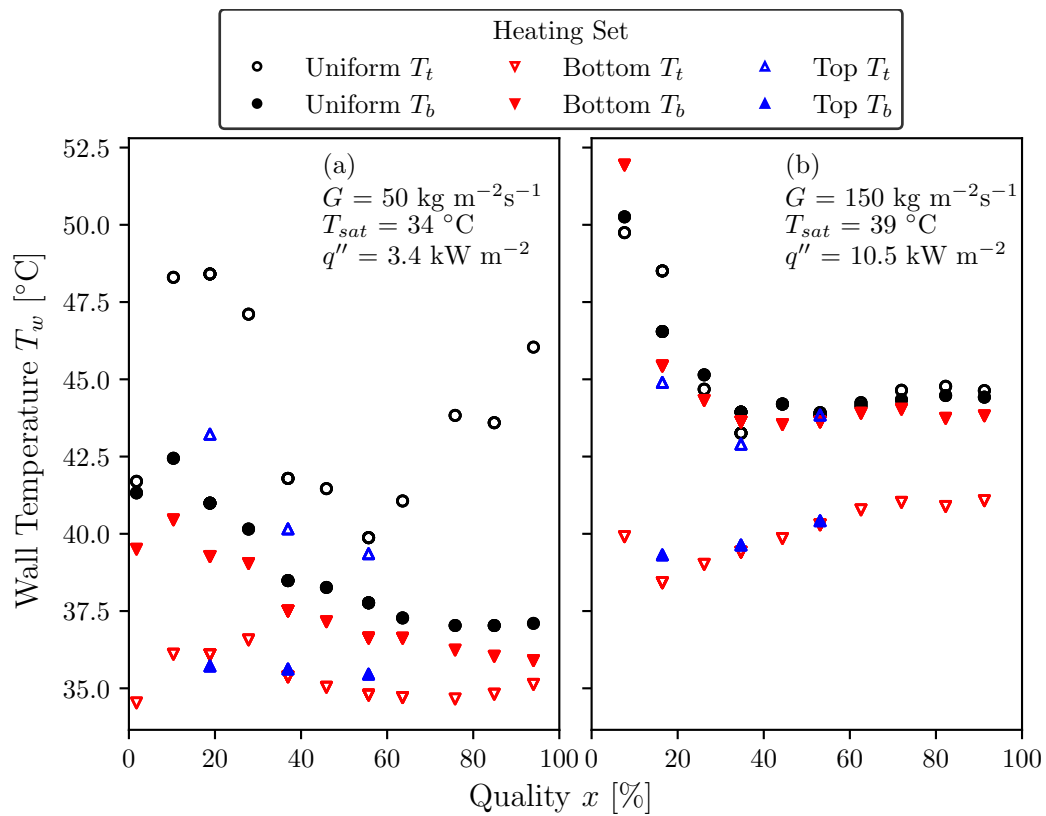 Heating Set
Uniform T_t
Bottom T_t
Top T_t
Uniform T_b
Bottom T_b
Top T_b
Wall Temperature T_w [°C]
52.5
50.0
47.5
45.0
42.5
40.0
37.5
35.0
(a)
G = 50 kg m⁻²s⁻¹
T_sat = 34 °C
q″ = 3.4 kW m⁻²
(b)
G = 150 kg m⁻²s⁻¹
T_sat = 39 °C
q″ = 10.5 kW m⁻²
0 20 40 60 80 100
0 20 40 60 80 100
Quality x [%]